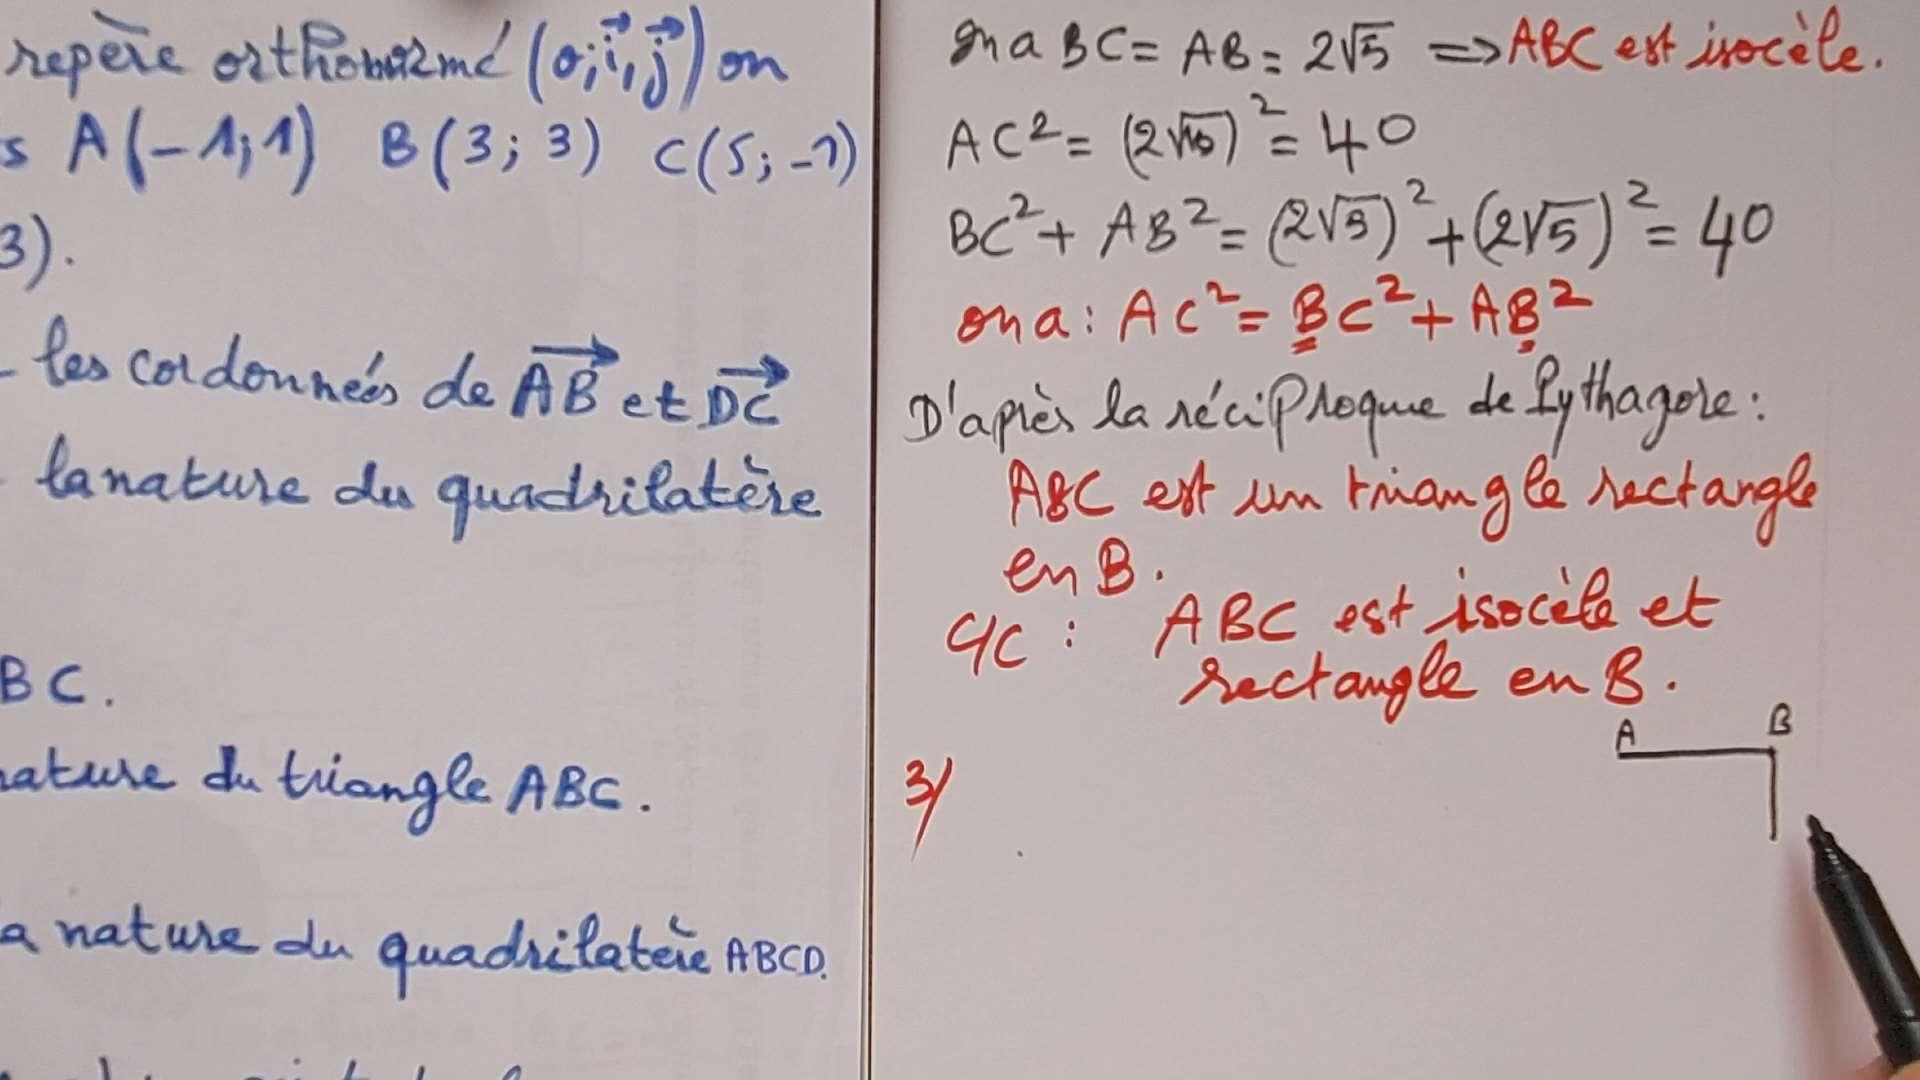 repère orthonormé (o; i, j) on
s A(-1; 1) B(3; 3) C(5; -1)
3).
- les cordonneés de AB et DC
- la nature du quadrilatère
BC.
nature du triangle ABC.
a nature du quadrilatère ABCD.
on a BC = AB = 2√5 ⇒ ABC est isocèle.
AC² = (2√10)² = 40
BC² + AB² = (2√5)² + (2√5)² = 40
on a : AC² = BC² + AB²
D'après la réciproque de Pythagore :
ABC est un triangle rectangle
en B.
C/C : ABC est isocèle et
rectangle en B.
A B
3/